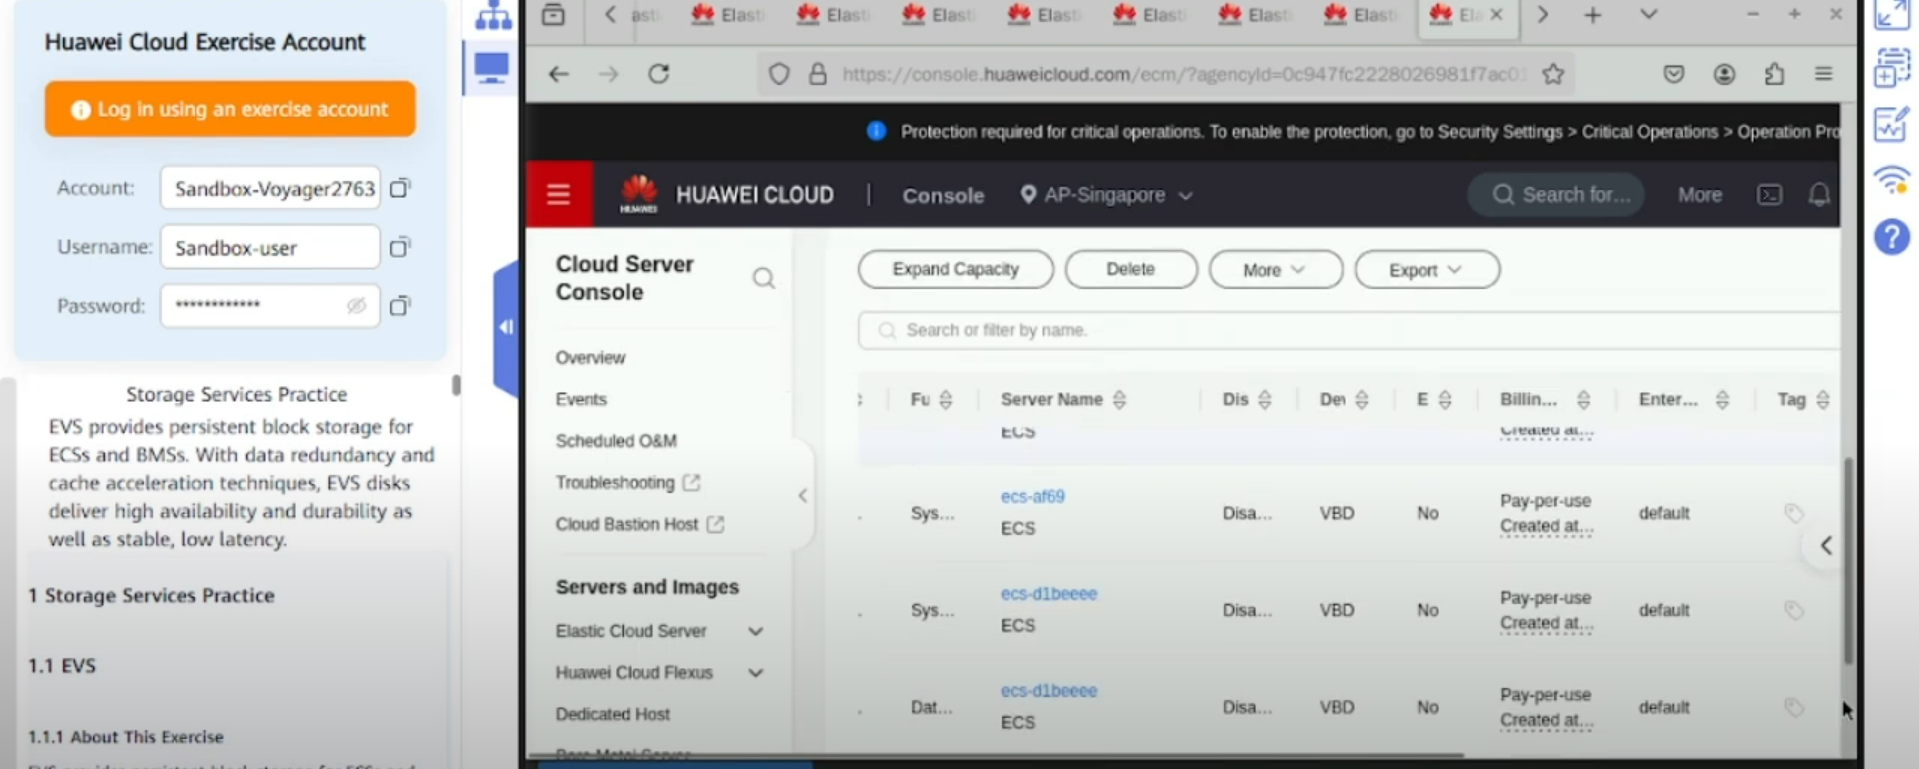 Huawei Cloud Exercise Account
Log in using an exercise account
Account: Sandbox-Voyager2763
Username: Sandbox-user
Password: ************
Storage Services Practice
EVS provides persistent block storage for
ECSs and BMSs. With data redundancy and
cache acceleration techniques, EVS disks
deliver high availability and durability as
well as stable, low latency.
1 Storage Services Practice
1.1 EVS
1.1.1 About This Exercise
Elasti Elasti Elasti Elasti Elasti Elasti Elasti Ela
https://console.huaweicloud.com/ecm/?agencyId=0c947fc2228026981f7ac01
Protection required for critical operations. To enable the protection, go to Security Settings > Critical Operations > Operation Pro
HUAWEI
HUAWEI CLOUD | Console AP-Singapore Search for... More
Cloud Server
Console
Overview
Events
Scheduled O&M
Troubleshooting
Cloud Bastion Host
Servers and Images
Elastic Cloud Server
Huawei Cloud Flexus
Dedicated Host
Bare Metal Server
Expand Capacity Delete More Export
Search or filter by name.
Fu Server Name Dis Dev E Billin... Enter... Tag
ECS Created at...
ecs-af69
Sys... ECS Disa... VBD No Pay-per-use Created at... default
ecs-d1beeee
Sys... ECS Disa... VBD No Pay-per-use Created at... default
ecs-d1beeee
Dat... ECS Disa... VBD No Pay-per-use Created at... default